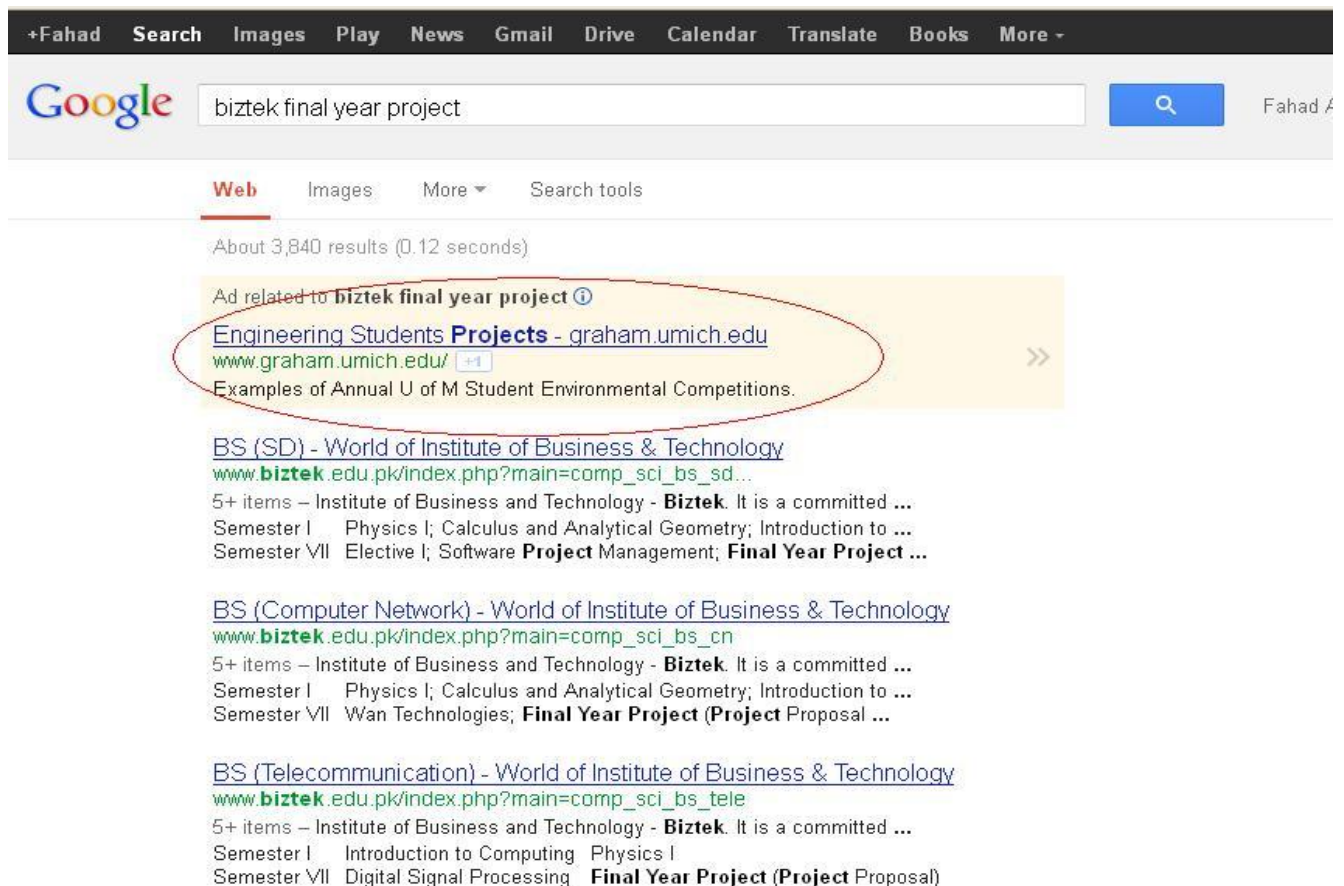 +Fahad Search Images Play News Gmail Drive Calendar Translate Books More
Google biztek final year project Fahad A
Web Images More Search tools
About 3,840 results (0.12 seconds)
Ad related to biztek final year project
Engineering Students Projects - graham.umich.edu
www.graham.umich.edu/ +1
Examples of Annual U of M Student Environmental Competitions.
BS (SD) - World of Institute of Business & Technology
www.biztek.edu.pk/index.php?main=comp_sci_bs_sd...
5+ items – Institute of Business and Technology - Biztek. It is a committed ...
Semester I Physics I; Calculus and Analytical Geometry; Introduction to ...
Semester VII Elective I; Software Project Management; Final Year Project ...
BS (Computer Network) - World of Institute of Business & Technology
www.biztek.edu.pk/index.php?main=comp_sci_bs_cn
5+ items – Institute of Business and Technology - Biztek. It is a committed ...
Semester I Physics I; Calculus and Analytical Geometry; Introduction to ...
Semester VII Wan Technologies; Final Year Project (Project Proposal ...
BS (Telecommunication) - World of Institute of Business & Technology
www.biztek.edu.pk/index.php?main=comp_sci_bs_tele
5+ items – Institute of Business and Technology - Biztek. It is a committed ...
Semester I Introduction to Computing Physics I
Semester VII Digital Signal Processing Final Year Project (Project Proposal)